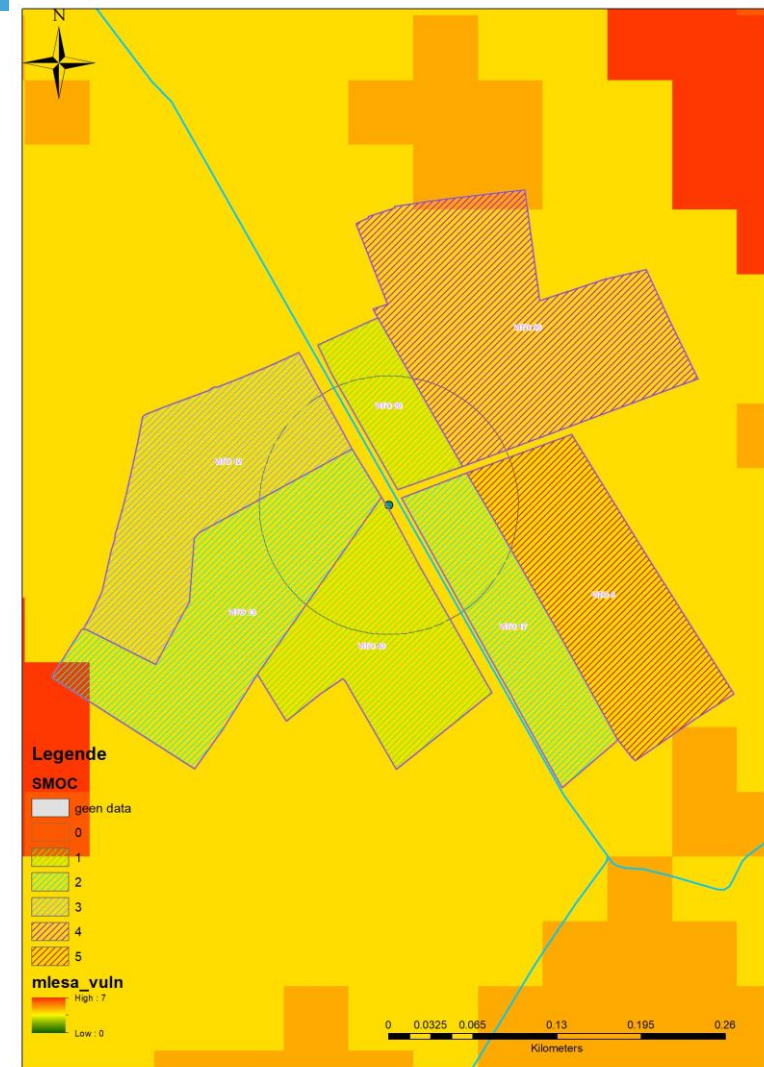 N
Legende
SMOC
geen data
0
1
2
3
4
5
mlesa_vuln
High : 7
Low : 0
0 0.0325 0.065 0.13 0.195 0.26
Kilometers